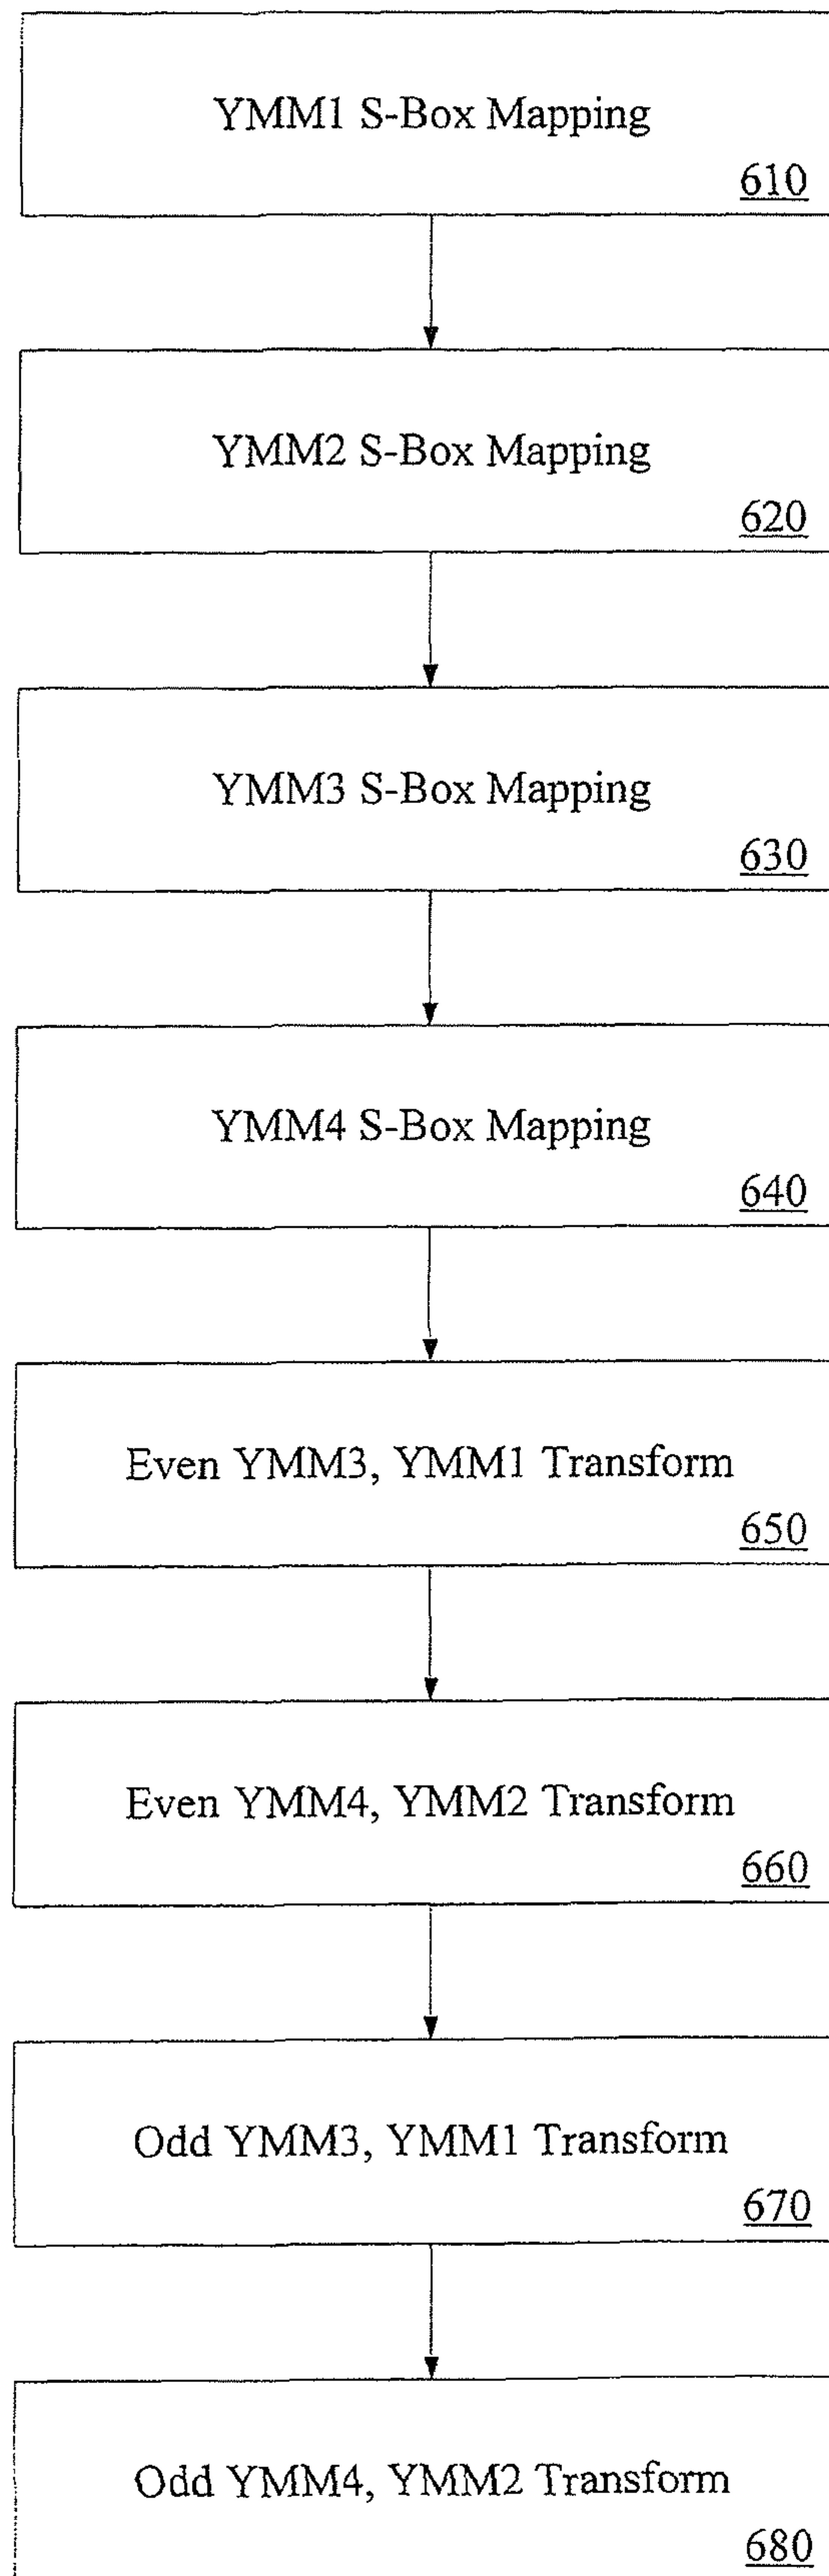 YMM1 S-Box Mapping
610
YMM2 S-Box Mapping
620
YMM3 S-Box Mapping
630
YMM4 S-Box Mapping
640
Even YMM3, YMM1 Transform
650
Even YMM4, YMM2 Transform
660
Odd YMM3, YMM1 Transform
670
Odd YMM4, YMM2 Transform
680